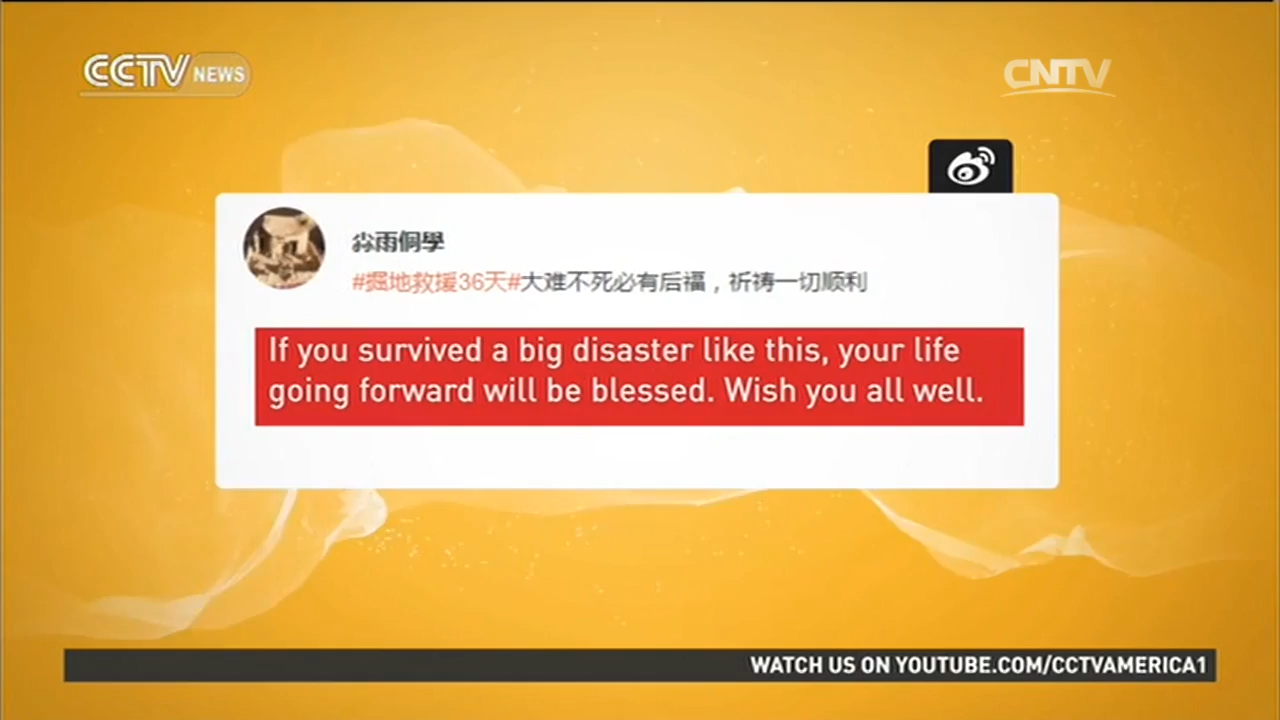 CCTV NEWS
CNTV
淼雨侗學
#掘地救援36天#大难不死必有后福，祈祷一切顺利
If you survived a big disaster like this, your life
going forward will be blessed. Wish you all well.
WATCH US ON YOUTUBE.COM/CCTVAMERICA1